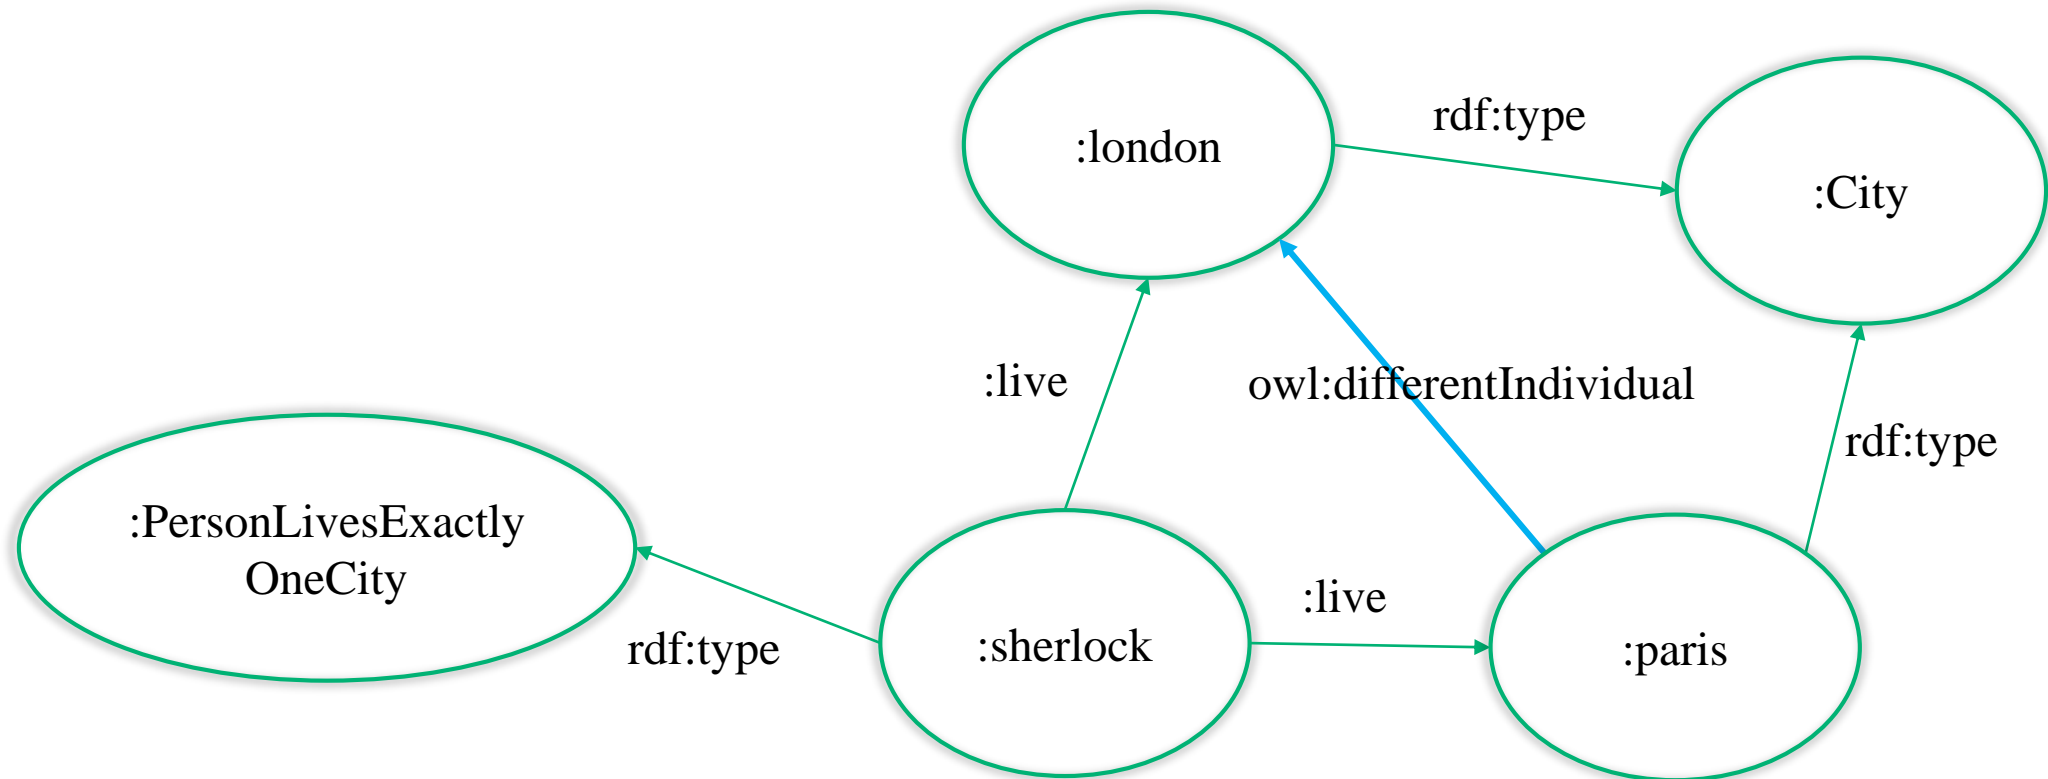 :london
rdf:type
:City
:live
owl:differentIndividual
rdf:type
:PersonLivesExactly
OneCity
rdf:type
:sherlock
:live
:paris